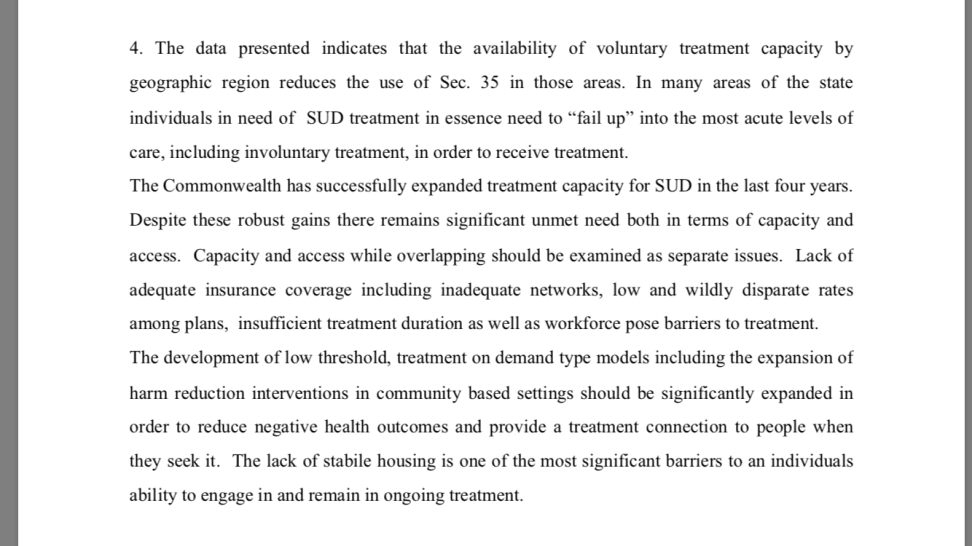 4. The data presented indicates that the availability of voluntary treatment capacity by
geographic region reduces the use of Sec. 35 in those areas. In many areas of the state
individuals in need of SUD treatment in essence need to “fail up” into the most acute levels of
care, including involuntary treatment, in order to receive treatment.
The Commonwealth has successfully expanded treatment capacity for SUD in the last four years.
Despite these robust gains there remains significant unmet need both in terms of capacity and
access. Capacity and access while overlapping should be examined as separate issues. Lack of
adequate insurance coverage including inadequate networks, low and wildly disparate rates
among plans, insufficient treatment duration as well as workforce pose barriers to treatment.
The development of low threshold, treatment on demand type models including the expansion of
harm reduction interventions in community based settings should be significantly expanded in
order to reduce negative health outcomes and provide a treatment connection to people when
they seek it. The lack of stabile housing is one of the most significant barriers to an individuals
ability to engage in and remain in ongoing treatment.